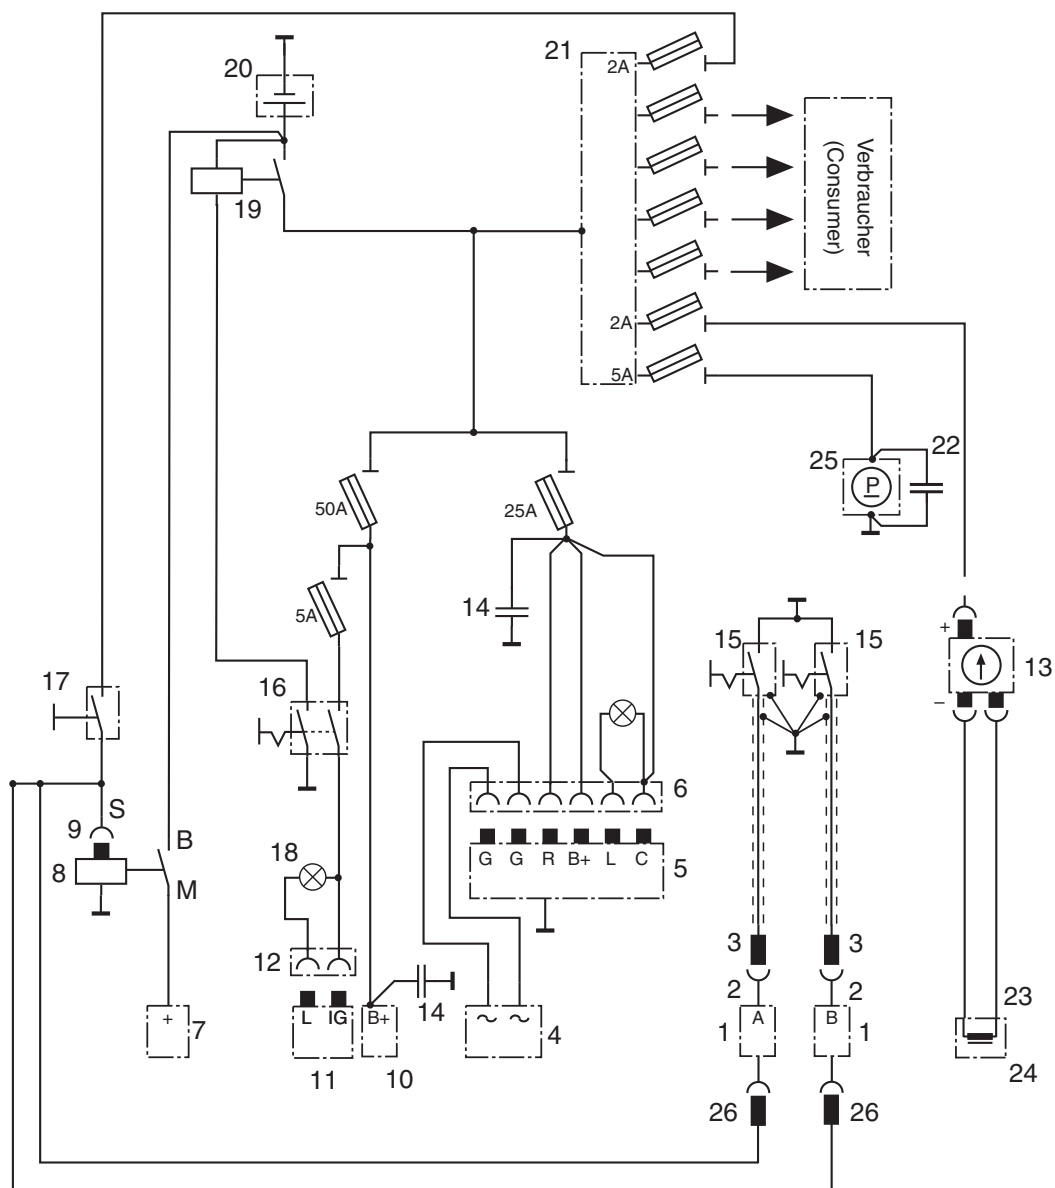 21
2A
20
Verbraucher
(Consumer)
19
2A
5A
25
22
P
50A
25A
14
5A
15
15
+
13
17
16
–
6
S
9
B
18
8
M
G G R B+ L C
5
3
3
12
2
2
23
14
+
7
L IG
B+
~ ~
4
1
A
B
1
11
10
24
26
26